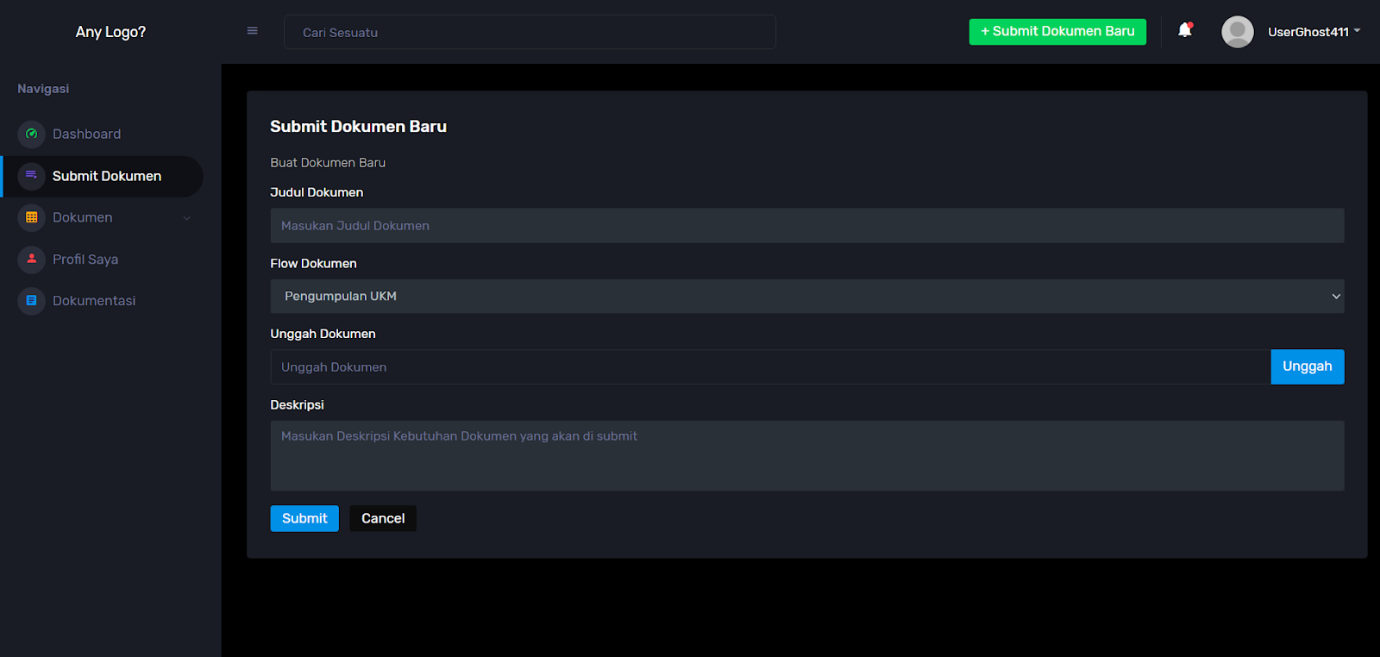 Any Logo?
Cari Sesuatu
+ Submit Dokumen Baru
UserGhost411
Navigasi
Dashboard
Submit Dokumen
Dokumen
Profil Saya
Dokumentasi
Submit Dokumen Baru
Buat Dokumen Baru
Judul Dokumen
Masukan Judul Dokumen
Flow Dokumen
Pengumpulan UKM
Unggah Dokumen
Unggah Dokumen
Unggah
Deskripsi
Masukan Deskripsi Kebutuhan Dokumen yang akan di submit
Submit
Cancel